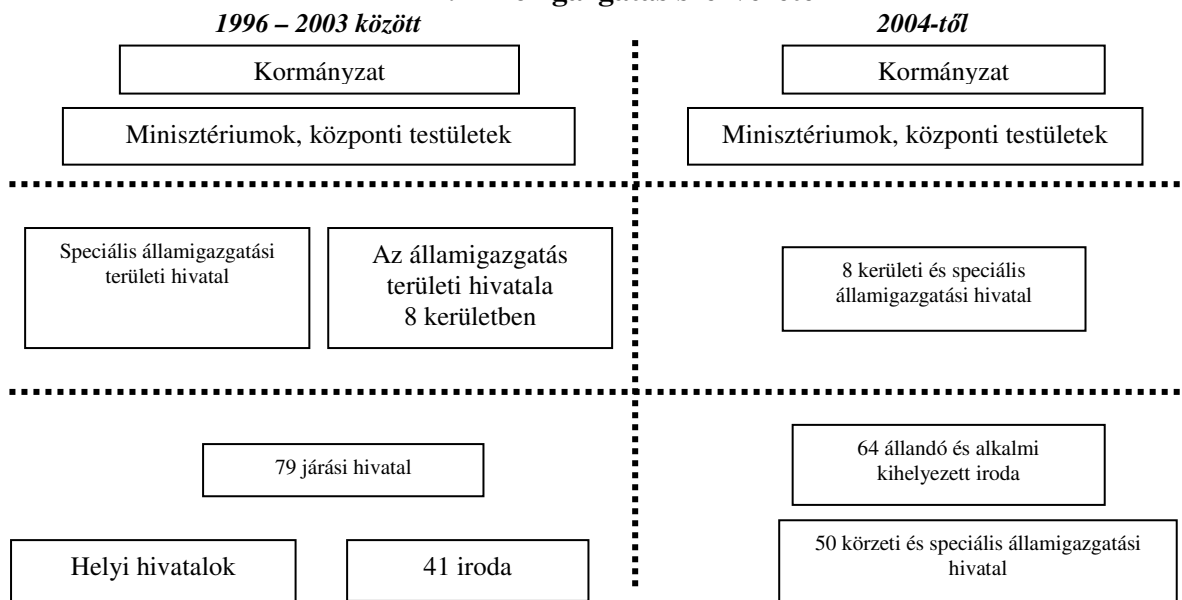 1996 – 2003 között
2004-től
Kormányzat
Kormányzat
Minisztériumok, központi testületek
Minisztériumok, központi testületek
Speciális államigazgatási
területi hivatal
Az államigazgatás
területi hivatala
8 kerületben
8 kerületi és speciális
államigazgatási hivatal
79 járási hivatal
64 állandó és alkalmi
kihelyezett iroda
Helyi hivatalok
41 iroda
50 körzeti és speciális államigazgatási
hivatal